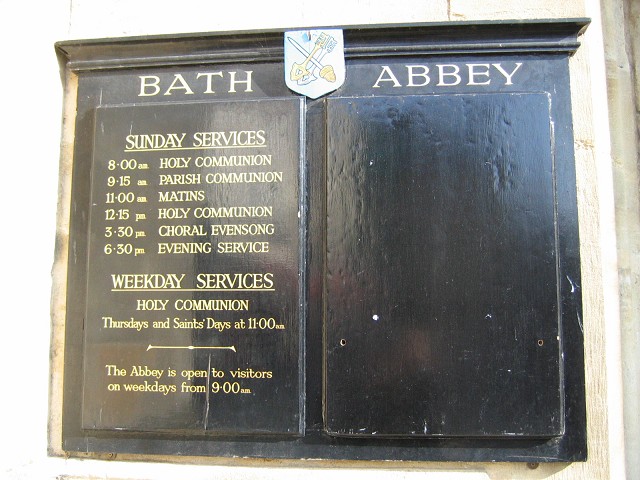 BATH ABBEY
SUNDAY SERVICES
8·00 am HOLY COMMUNION
9·15 am PARISH COMMUNION
11·00 am MATINS
12·15 pm HOLY COMMUNION
3·30 pm CHORAL EVENSONG
6·30 pm EVENING SERVICE
WEEKDAY SERVICES
HOLY COMMUNION
Thursdays and Saints' Days at 11·00 am
The Abbey is open to visitors
on weekdays from 9·00 am